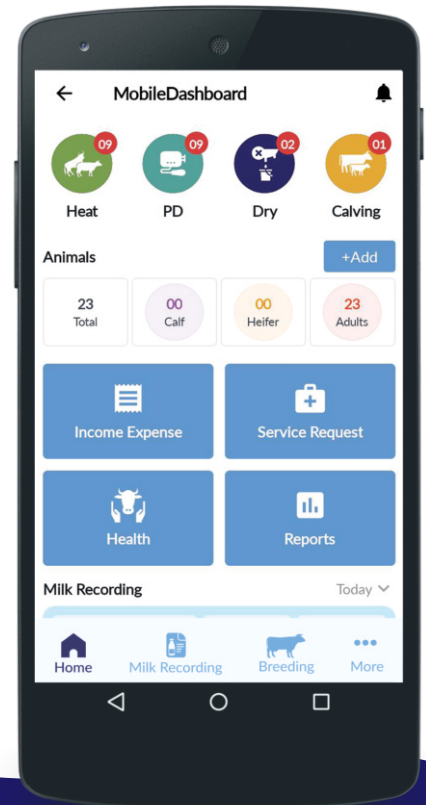 MobileDashboard
09 09 02 01
Heat PD Dry Calving
Animals +Add
23 00 00 23
Total Calf Heifer Adults
Income Expense Service Request
Health Reports
Milk Recording Today
Home Milk Recording Breeding More